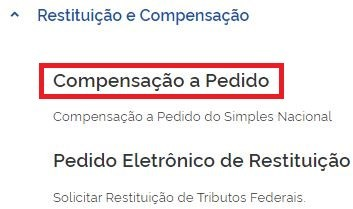 Restituição e Compensação
Compensação a Pedido
Compensação a Pedido do Simples Nacional
Pedido Eletrônico de Restituição
Solicitar Restituição de Tributos Federais.